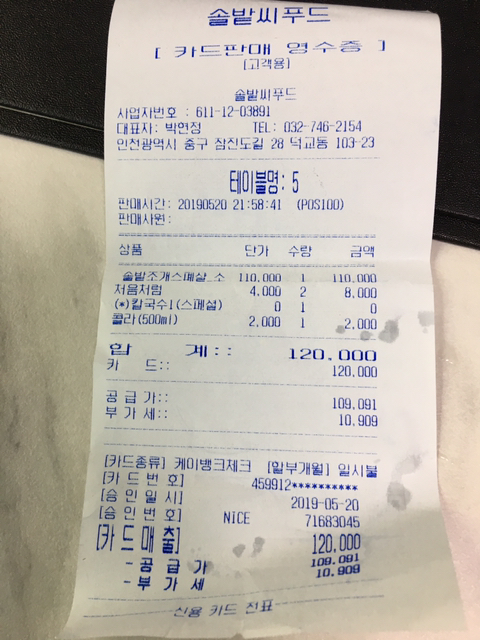 솔밭씨푸드
[ 카드판매 영수증 ]
[고객용]
솔밭씨푸드
사업자번호 : 611-12-03891
대표자: 박연정 TEL: 032-746-2154
인천광역시 중구 잠진도길 28 덕교동 103-23
테이블명: 5
판매시간: 20190520 21:58:41 (POS100)
판매사원:
상품 단가 수량 금액
솔밭조개스페샬_소 110,000 1 110,000
처음처럼 4,000 2 8,000
(*)칼국수1(스페셜) 0 1 0
콜라(500ml) 2,000 1 2,000
합 계:: 120,000
카 드:: 120,000
공 급 가:: 109,091
부 가 세:: 10,909
[카드종류] 케이뱅크체크 [할부개월] 일시불
[카 드 번 호] 459912**********
[승 인 일 시] 2019-05-20
[승 인 번 호] NICE 71683045
[카드매출] 120,000
- 공 급 가 109,091
- 부 가 세 10,909
신용 카드 전표